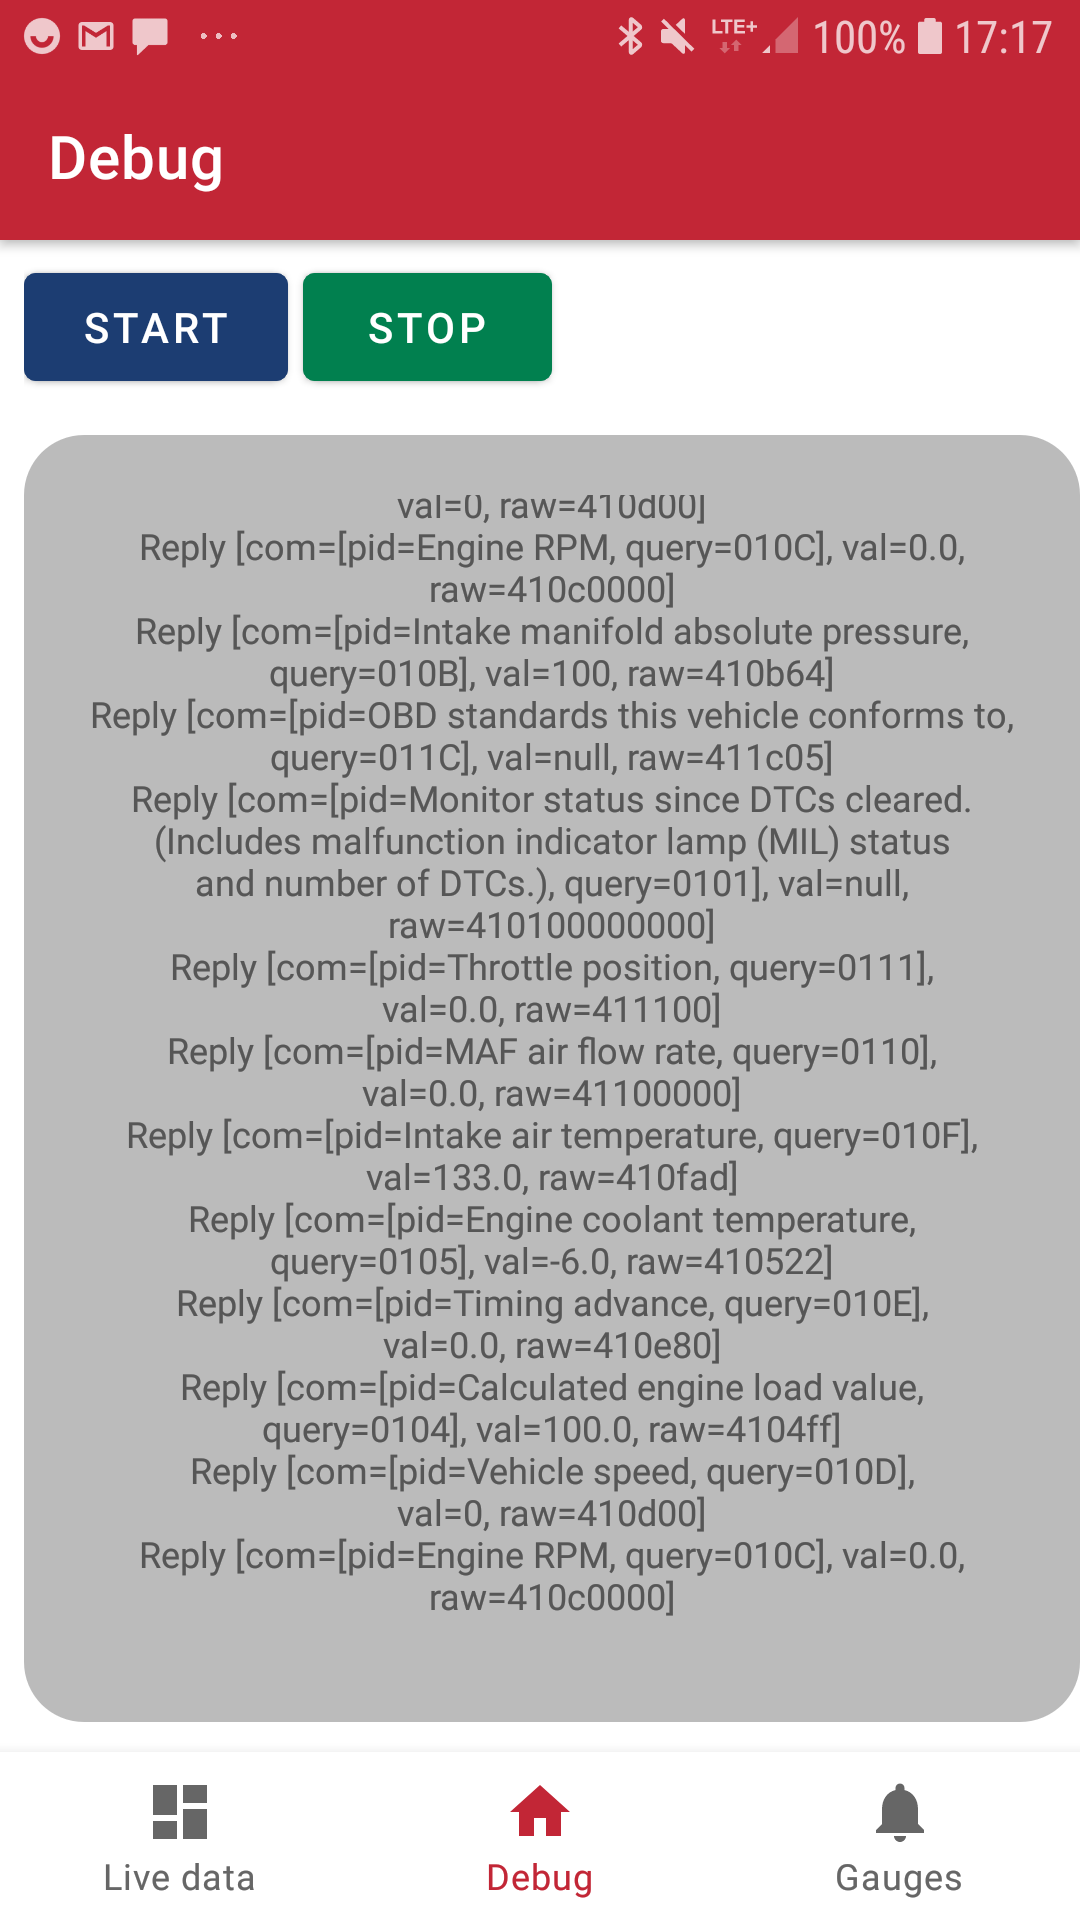 LTE+ 100% 17:17
Debug
START STOP
val=0, raw=410d00]
Reply [com=[pid=Engine RPM, query=010C], val=0.0,
raw=410c0000]
Reply [com=[pid=Intake manifold absolute pressure,
query=010B], val=100, raw=410b64]
Reply [com=[pid=OBD standards this vehicle conforms to,
query=011C], val=null, raw=411c05]
Reply [com=[pid=Monitor status since DTCs cleared.
(Includes malfunction indicator lamp (MIL) status
and number of DTCs.), query=0101], val=null,
raw=410100000000]
Reply [com=[pid=Throttle position, query=0111],
val=0.0, raw=411100]
Reply [com=[pid=MAF air flow rate, query=0110],
val=0.0, raw=41100000]
Reply [com=[pid=Intake air temperature, query=010F],
val=133.0, raw=410fad]
Reply [com=[pid=Engine coolant temperature,
query=0105], val=-6.0, raw=410522]
Reply [com=[pid=Timing advance, query=010E],
val=0.0, raw=410e80]
Reply [com=[pid=Calculated engine load value,
query=0104], val=100.0, raw=4104ff]
Reply [com=[pid=Vehicle speed, query=010D],
val=0, raw=410d00]
Reply [com=[pid=Engine RPM, query=010C], val=0.0,
raw=410c0000]
Live data Debug Gauges